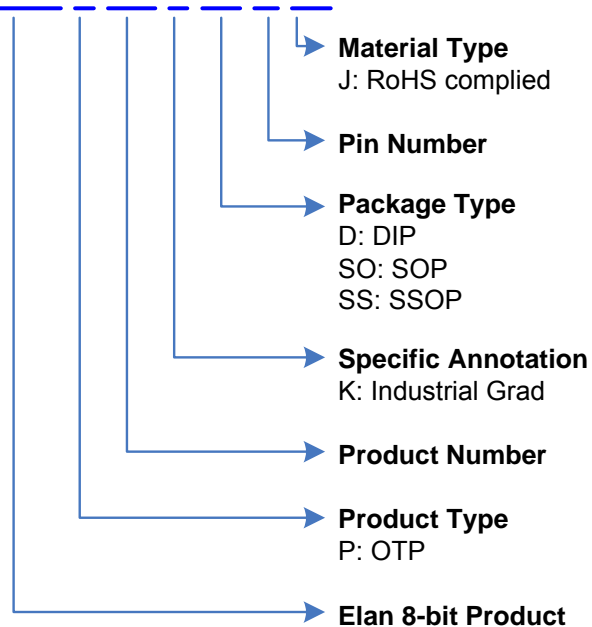 Material Type
J: RoHS complied
Pin Number
Package Type
D: DIP
SO: SOP
SS: SSOP
Specific Annotation
K: Industrial Grad
Product Number
Product Type
P: OTP
Elan 8-bit Product